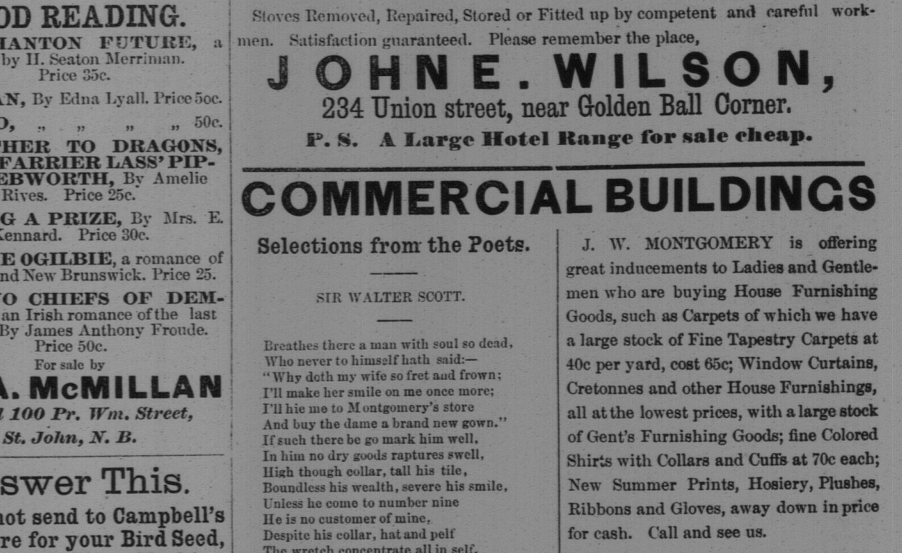 OD READING.
HANTON FUTURE, a
by H. Seaton Merriman.
Price 35c.
AN, By Edna Lyall. Price 5oc.
O, „ „ „ „ 50c.
HER TO DRAGONS,
FARRIER LASS' PIP-
EBWORTH, By Amelie
Rives. Price 25c.
G A PRIZE, By Mrs. E.
Kennard. Price 30c.
E OGILBIE, a romance of
nd New Brunswick. Price 25.
O CHIEFS OF DEM-
an Irish romance of the last
By James Anthony Froude.
Price 50c.
For sale by
A. McMILLAN
100 Pr. Wm. Street,
St. John, N. B.
swer This.
not send to Campbell's
re for your Bird Seed,
Stoves Removed, Repaired, Stored or Fitted up by competent and careful work-
men. Satisfaction guaranteed. Please remember the place,
JOHN E. WILSON,
234 Union street, near Golden Ball Corner.
P. S. A Large Hotel Range for sale cheap.
COMMERCIAL BUILDINGS
Selections from the Poets.
SIR WALTER SCOTT.
Breathes there a man with soul so dead,
Who never to himself hath said:—
"Why doth my wife so fret and frown;
I'll make her smile on me once more;
I'll hie me to Montgomery's store
And buy the dame a brand new gown."
If such there be go mark him well,
In him no dry goods raptures swell,
High though collar, tall his tile,
Boundless his wealth, severe his smile,
Unless he come to number nine
He is no customer of mine,
Despite his collar, hat and pelf
The wretch concentrate all in self,
J. W. MONTGOMERY is offering
great inducements to Ladies and Gentle-
men who are buying House Furnishing
Goods, such as Carpets of which we have
a large stock of Fine Tapestry Carpets at
40c per yard, cost 65c; Window Curtains,
Cretonnes and other House Furnishings,
all at the lowest prices, with a large stock
of Gent's Furnishing Goods; fine Colored
Shirts with Collars and Cuffs at 70c each;
New Summer Prints, Hosiery, Plushes,
Ribbons and Gloves, away down in price
for cash. Call and see us.